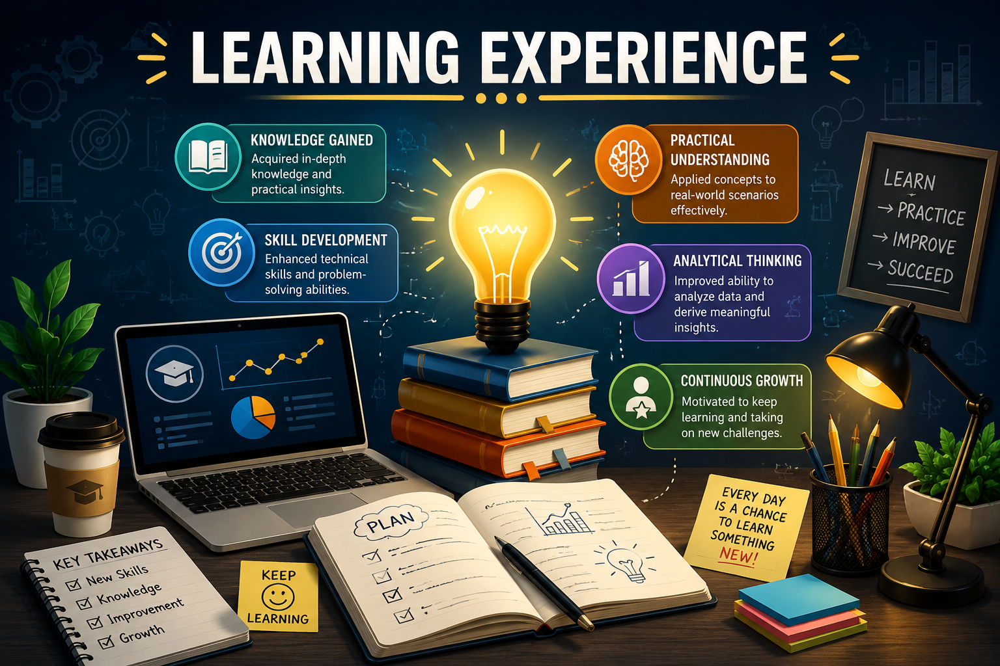 LEARNING EXPERIENCE
KNOWLEDGE GAINED
Acquired in-depth
knowledge and
practical insights.
SKILL DEVELOPMENT
Enhanced technical
skills and problem-
solving abilities.
PRACTICAL
UNDERSTANDING
Applied concepts to
real-world scenarios
effectively.
ANALYTICAL THINKING
Improved ability to
analyze data and
derive meaningful
insights.
CONTINUOUS GROWTH
Motivated to keep
learning and taking
on new challenges.
LEARN
→ PRACTICE
→ IMPROVE
→ SUCCEED
KEY TAKEAWAYS
New Skills
Knowledge
Improvement
Growth
KEEP
LEARNING
PLAN
EVERY DAY
IS A CHANCE
TO LEARN
SOMETHING
NEW!